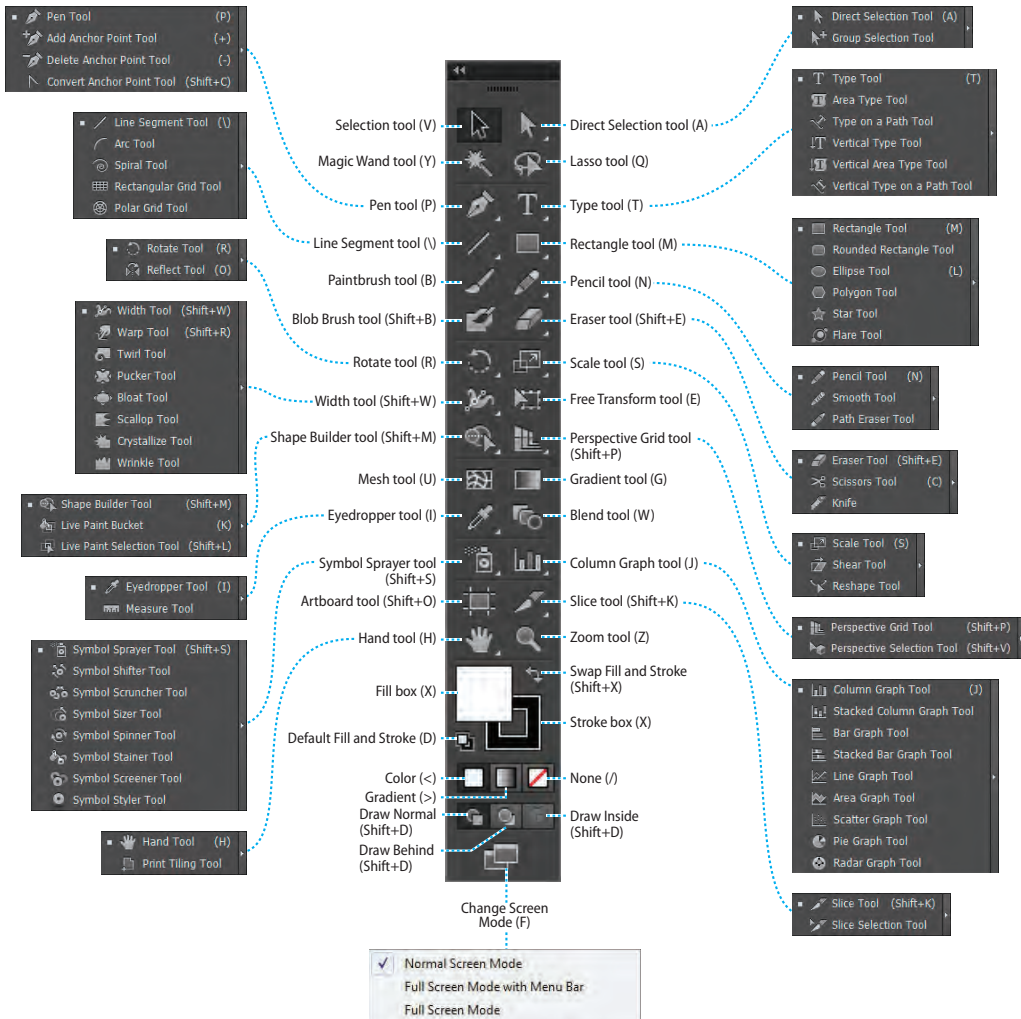 Pen Tool (P)
Add Anchor Point Tool (+)
Delete Anchor Point Tool (-)
Convert Anchor Point Tool (Shift+C)
Line Segment Tool (\)
Arc Tool
Spiral Tool
Rectangular Grid Tool
Polar Grid Tool
Rotate Tool (R)
Reflect Tool (O)
Width Tool (Shift+W)
Warp Tool (Shift+R)
Twirl Tool
Pucker Tool
Bloat Tool
Scallop Tool
Crystallize Tool
Wrinkle Tool
Shape Builder Tool (Shift+M)
Live Paint Bucket (K)
Live Paint Selection Tool (Shift+L)
Eyedropper Tool (I)
Measure Tool
Symbol Sprayer Tool (Shift+S)
Symbol Shifter Tool
Symbol Scruncher Tool
Symbol Sizer Tool
Symbol Spinner Tool
Symbol Stainer Tool
Symbol Screener Tool
Symbol Styler Tool
Hand Tool (H)
Print Tiling Tool
Selection tool (V)
Magic Wand tool (Y)
Pen tool (P)
Line Segment tool (\)
Paintbrush tool (B)
Blob Brush tool (Shift+B)
Rotate tool (R)
Width tool (Shift+W)
Shape Builder tool (Shift+M)
Mesh tool (U)
Eyedropper tool (I)
Symbol Sprayer tool
(Shift+S)
Artboard tool (Shift+O)
Hand tool (H)
Fill box (X)
Default Fill and Stroke (D)
Color (<)
Gradient (>)
Draw Normal
(Shift+D)
Draw Behind
(Shift+D)
Direct Selection tool (A)
Lasso tool (Q)
Type tool (T)
Rectangle tool (M)
Pencil tool (N)
Eraser tool (Shift+E)
Scale tool (S)
Free Transform tool (E)
Perspective Grid tool
(Shift+P)
Gradient tool (G)
Blend tool (W)
Column Graph tool (J)
Slice tool (Shift+K)
Zoom tool (Z)
Swap Fill and Stroke
(Shift+X)
Stroke box (X)
None (/)
Draw Inside
(Shift+D)
Change Screen
Mode (F)
Normal Screen Mode
Full Screen Mode with Menu Bar
Full Screen Mode
Direct Selection Tool (A)
Group Selection Tool
Type Tool (T)
Area Type Tool
Type on a Path Tool
Vertical Type Tool
Vertical Area Type Tool
Vertical Type on a Path Tool
Rectangle Tool (M)
Rounded Rectangle Tool
Ellipse Tool (L)
Polygon Tool
Star Tool
Flare Tool
Pencil Tool (N)
Smooth Tool
Path Eraser Tool
Eraser Tool (Shift+E)
Scissors Tool (C)
Knife
Scale Tool (S)
Shear Tool
Reshape Tool
Perspective Grid Tool (Shift+P)
Perspective Selection Tool (Shift+V)
Column Graph Tool (J)
Stacked Column Graph Tool
Bar Graph Tool
Stacked Bar Graph Tool
Line Graph Tool
Area Graph Tool
Scatter Graph Tool
Pie Graph Tool
Radar Graph Tool
Slice Tool (Shift+K)
Slice Selection Tool